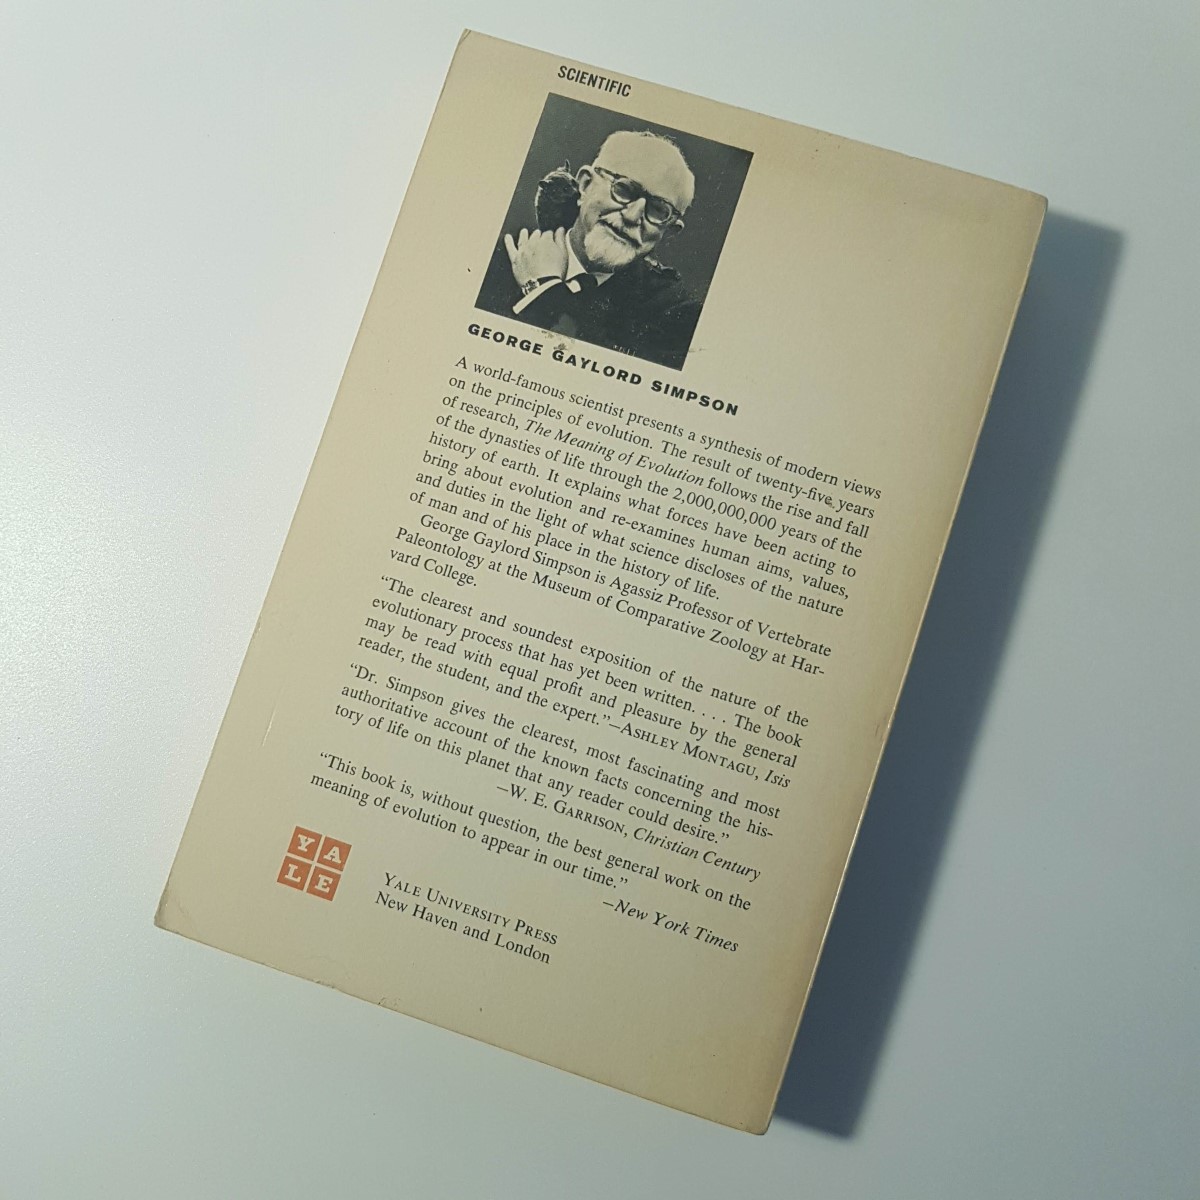 SCIENTIFIC
GEORGE GAYLORD SIMPSON
A world-famous scientist presents a synthesis of modern views
on the principles of evolution. The result of twenty-five years
of research, The Meaning of Evolution follows the rise and fall
of the dynasties of life through the 2,000,000,000 years of the
history of earth. It explains what forces have been acting to
bring about evolution and re-examines human aims, values,
and duties in the light of what science discloses of the nature
of man and of his place in the history of life.
George Gaylord Simpson is Agassiz Professor of Vertebrate
Paleontology at the Museum of Comparative Zoology at Har-
vard College.
“The clearest and soundest exposition of the nature of the
evolutionary process that has yet been written. . . . The book
may be read with equal profit and pleasure by the general
reader, the student, and the expert.”—ASHLEY MONTAGU, Isis
“Dr. Simpson gives the clearest, most fascinating and most
authoritative account of the known facts concerning the his-
tory of life on this planet that any reader could desire.”
—W. E. GARRISON, Christian Century
“This book is, without question, the best general work on the
meaning of evolution to appear in our time.”
—New York Times
YA
LE
YALE UNIVERSITY PRESS
New Haven and London